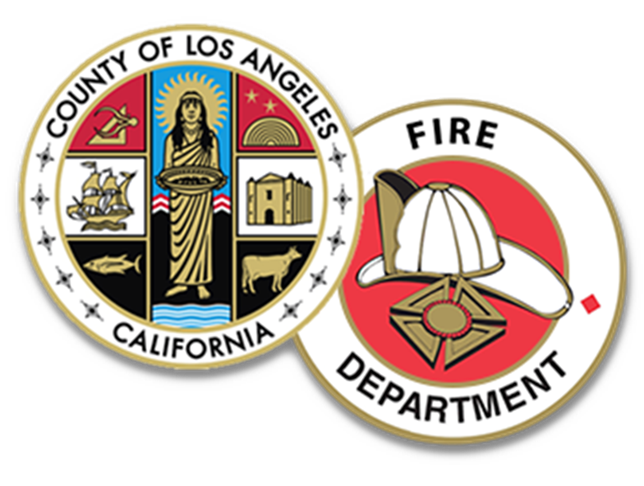 COUNTY OF LOS ANGELES
CALIFORNIA
FIRE
DEPARTMENT